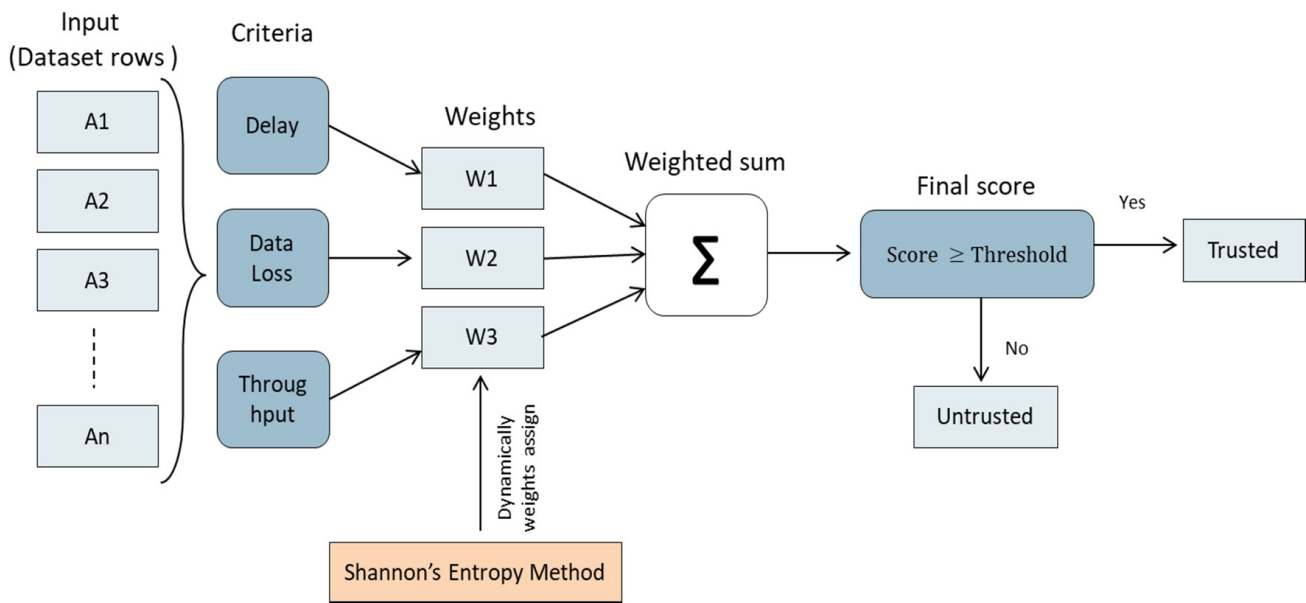 Input
(Dataset rows )
A1
A2
A3
An
Criteria
Delay
Data
Loss
Throug
hput
Weights
W1
W2
W3
Dynamically
weights assign
Shannon's Entropy Method
Weighted sum
Σ
Final score
Score ≥ Threshold
Yes
Trusted
No
Untrusted